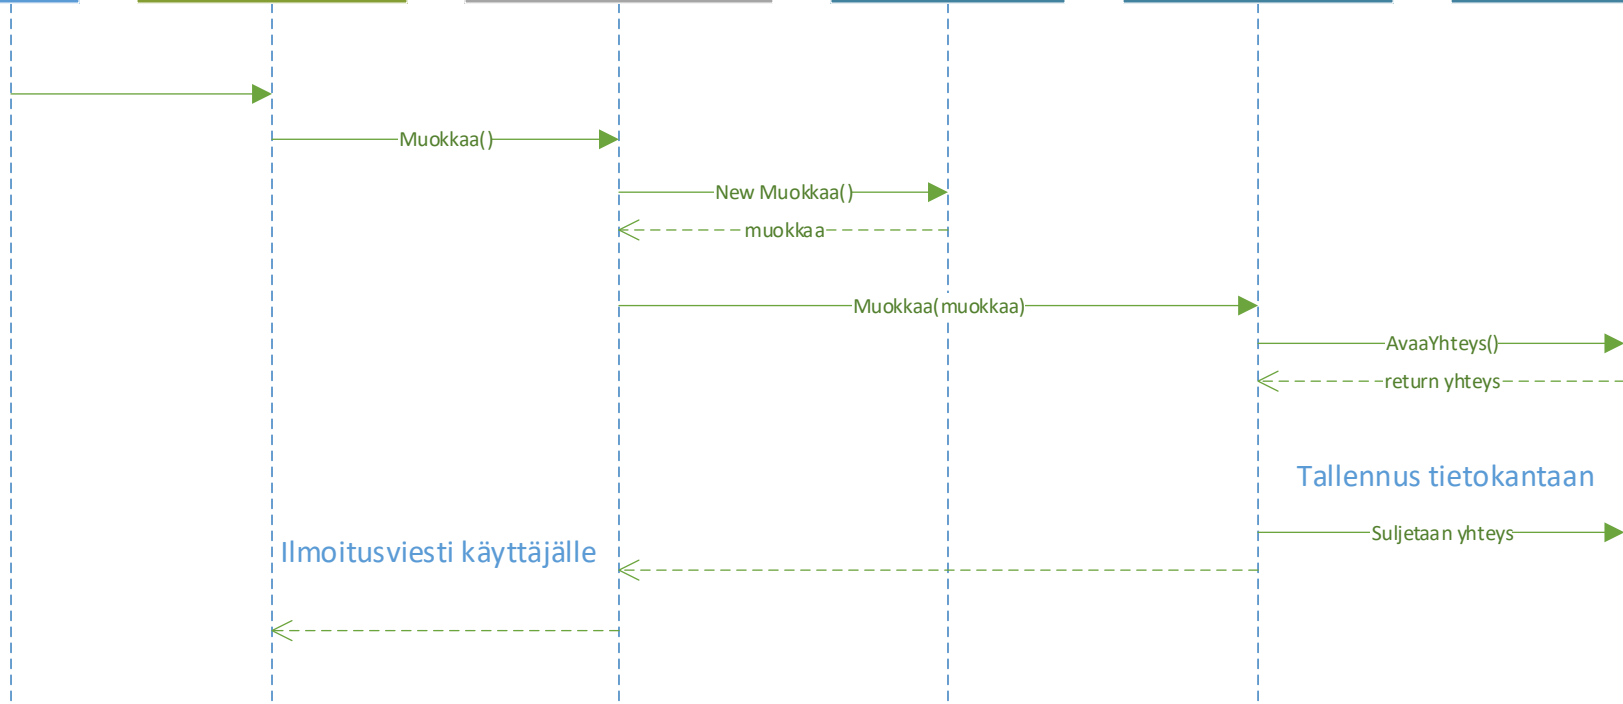 Muokkaa()
New Muokkaa()
muokkaa
Muokkaa(muokkaa)
AvaaYhteys()
return yhteys
Tallennus tietokantaan
Suljetaan yhteys
Ilmoitusviesti käyttäjälle